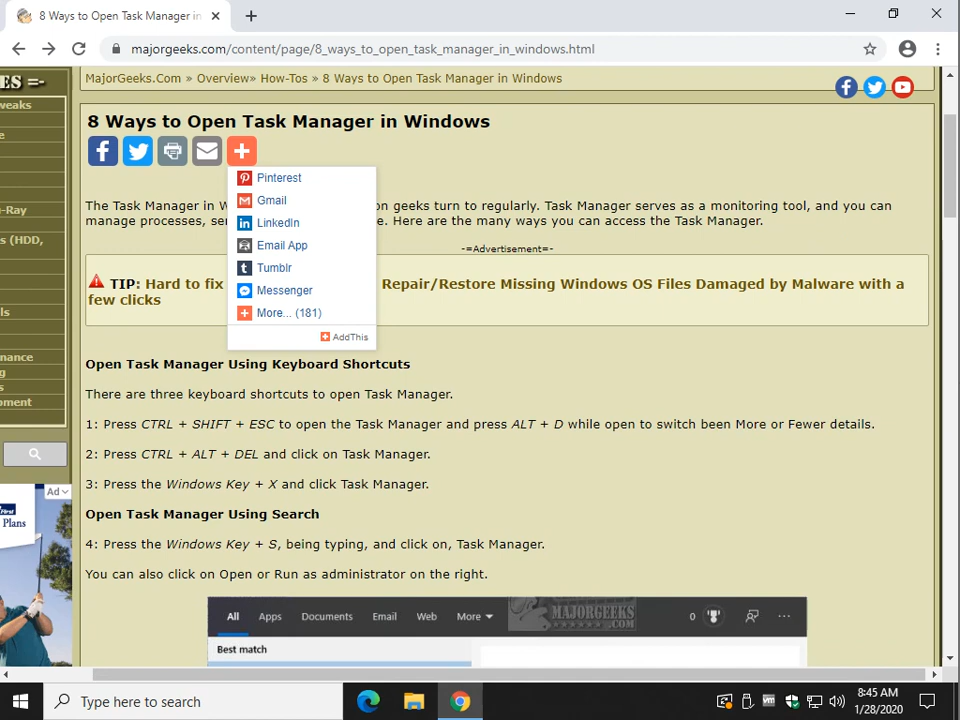 8 Ways to Open Task Manager in
majorgeeks.com/content/page/8_ways_to_open_task_manager_in_windows.html
ES =-
weaks
e
-Ray
s (HDD,
ls
nance
g
s
oment
Ad
First
Plans
MajorGeeks.Com » Overview» How-Tos » 8 Ways to Open Task Manager in Windows
8 Ways to Open Task Manager in Windows
Pinterest
Gmail
LinkedIn
Email App
Tumblr
Messenger
More... (181)
AddThis
The Task Manager in W on geeks turn to regularly. Task Manager serves as a monitoring tool, and you can
manage processes, se e. Here are the many ways you can access the Task Manager.
-=Advertisement=-
TIP: Hard to fix Repair/Restore Missing Windows OS Files Damaged by Malware with a
few clicks
Open Task Manager Using Keyboard Shortcuts
There are three keyboard shortcuts to open Task Manager.
1: Press CTRL + SHIFT + ESC to open the Task Manager and press ALT + D while open to switch been More or Fewer details.
2: Press CTRL + ALT + DEL and click on Task Manager.
3: Press the Windows Key + X and click Task Manager.
Open Task Manager Using Search
4: Press the Windows Key + S, being typing, and click on, Task Manager.
You can also click on Open or Run as administrator on the right.
All Apps Documents Email Web More MAJORGEEKS .COM 0
Best match
Type here to search
8:45 AM
1/28/2020